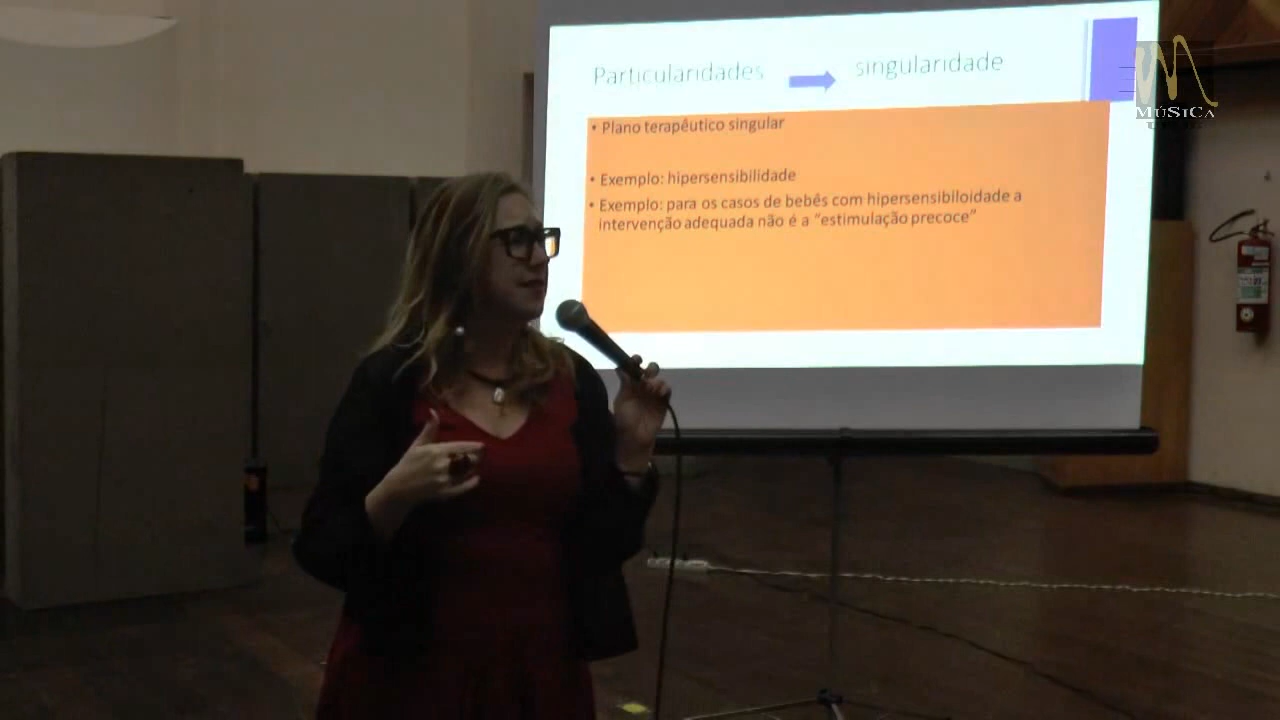 Particularidades singularidade
• Plano terapêutico singular
• Exemplo: hipersensibilidade
• Exemplo: para os casos de bebês com hipersensibiloidade a
intervenção adequada não é a “estimulação precoce”
MÚSICA